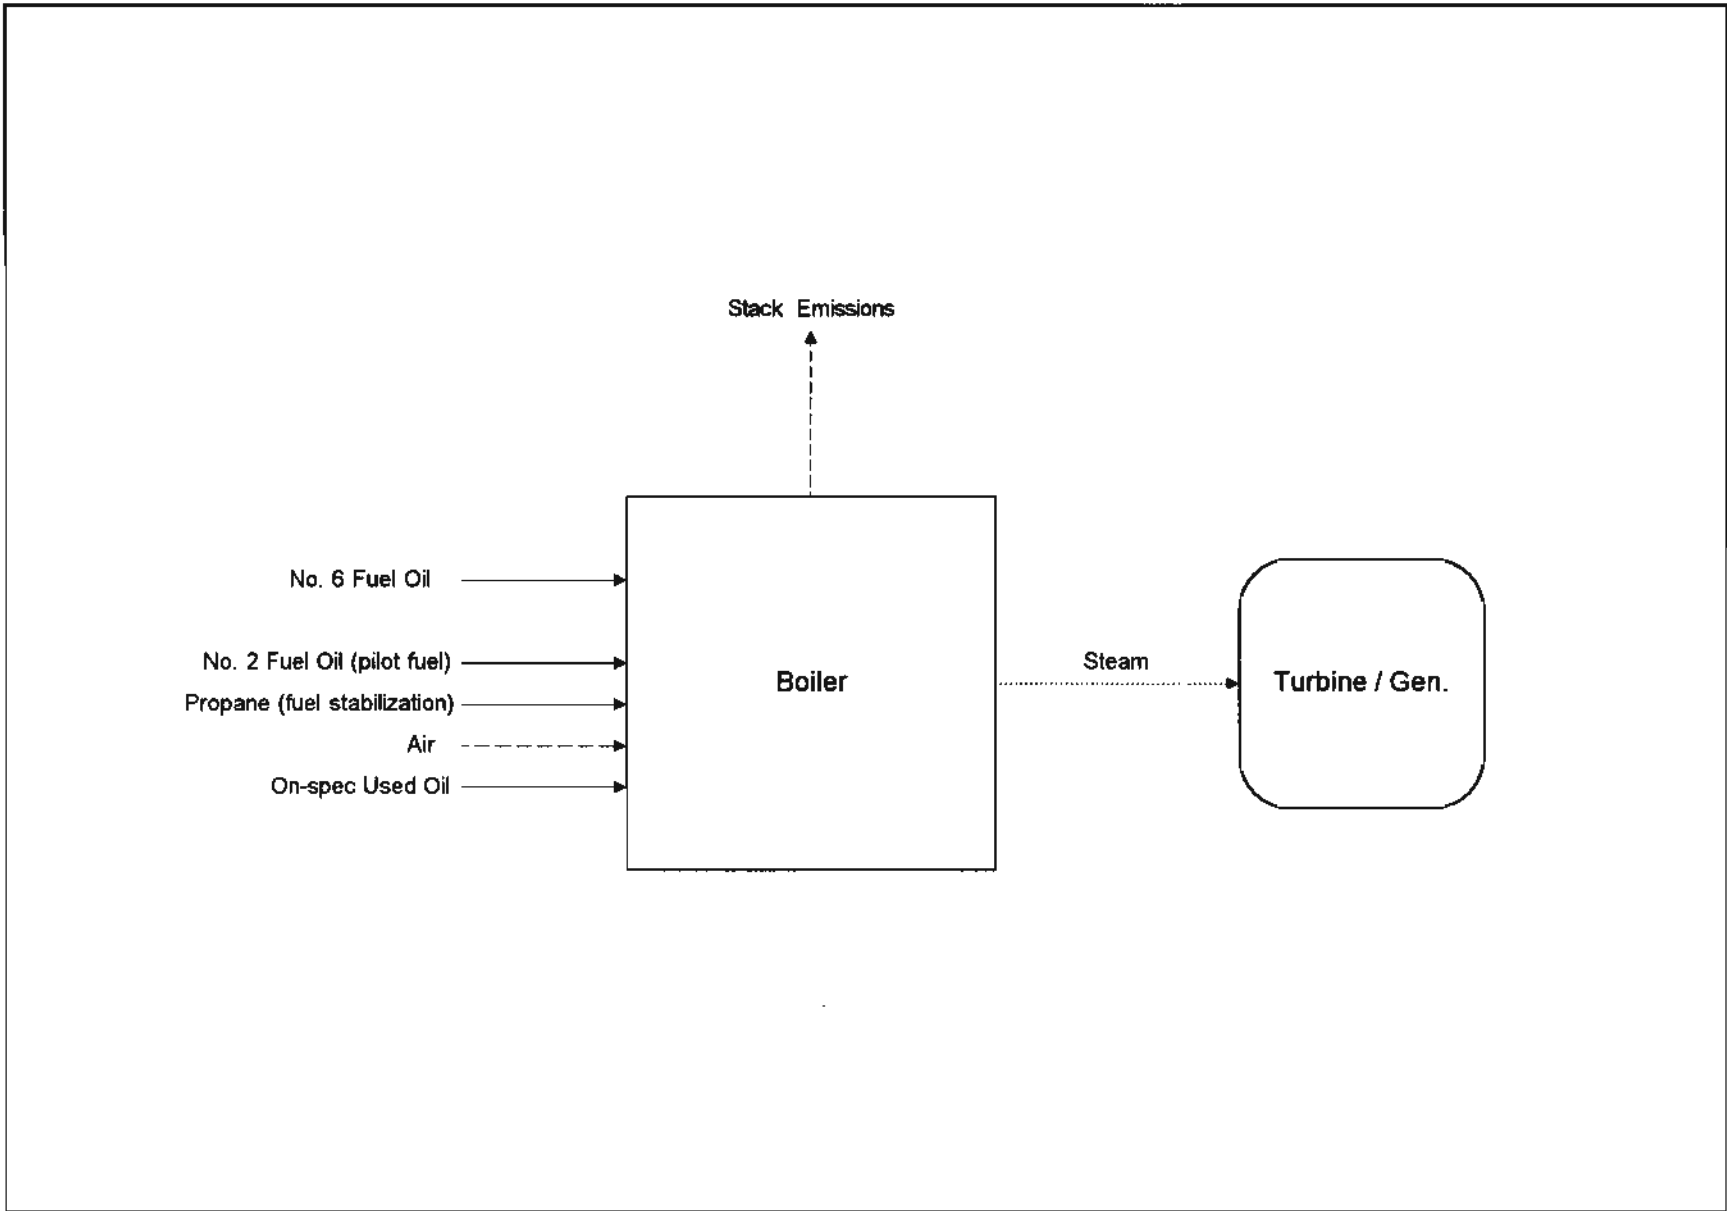 Stack Emissions
No. 6 Fuel Oil
No. 2 Fuel Oil (pilot fuel)
Propane (fuel stabilization)
Air
On-spec Used Oil
Boiler
Steam
Turbine / Gen.